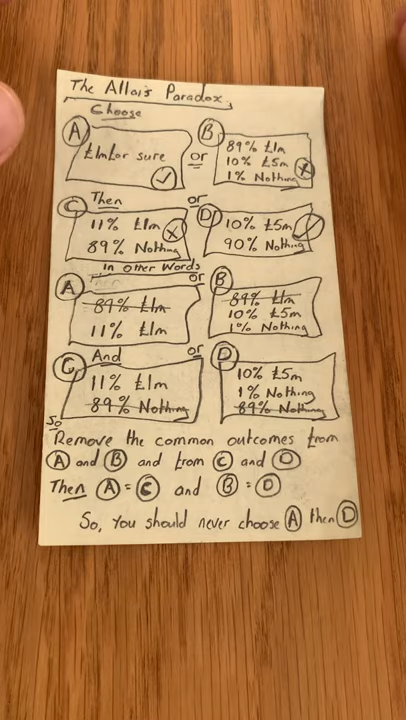 The Allais Paradox,
Choose
A £1m for sure or B 89% £1m
10% £5m
1% Nothing
Then or
C 11% £1m D 10% £5m
89% Nothing 90% Nothing
In Other Words
A or B
89% £1m 89% £1m
11% £1m 10% £5m
1% Nothing
C And or D
11% £1m 10% £5m
89% Nothing 1% Nothing
89% Nothing
So
Remove the common outcomes from
A and B and from C and D
Then A = C and B = D
So, You should never choose A then D